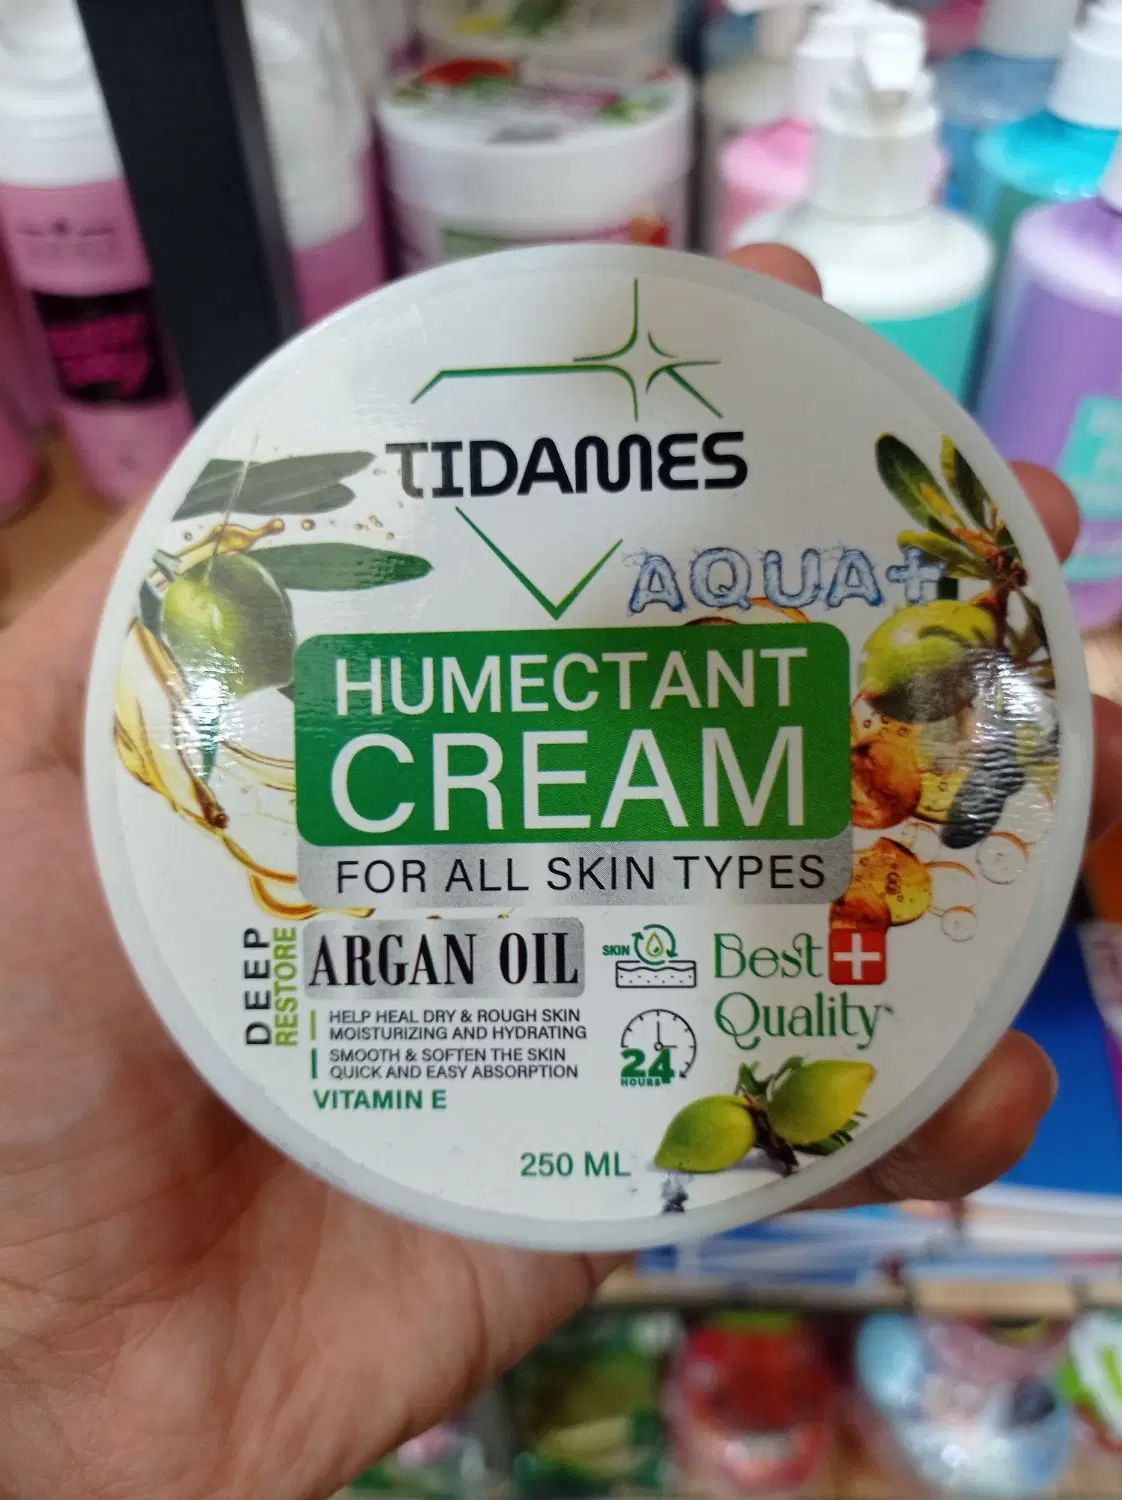 TIDAMES
AQUA+
HUMECTANT
CREAM
FOR ALL SKIN TYPES
DEEP
RESTORE
ARGAN OIL
HELP HEAL DRY & ROUGH SKIN
MOISTURIZING AND HYDRATING
SMOOTH & SOFTEN THE SKIN
QUICK AND EASY ABSORPTION
VITAMIN E
SKIN
24
HOURS
Best
Quality
250 ML